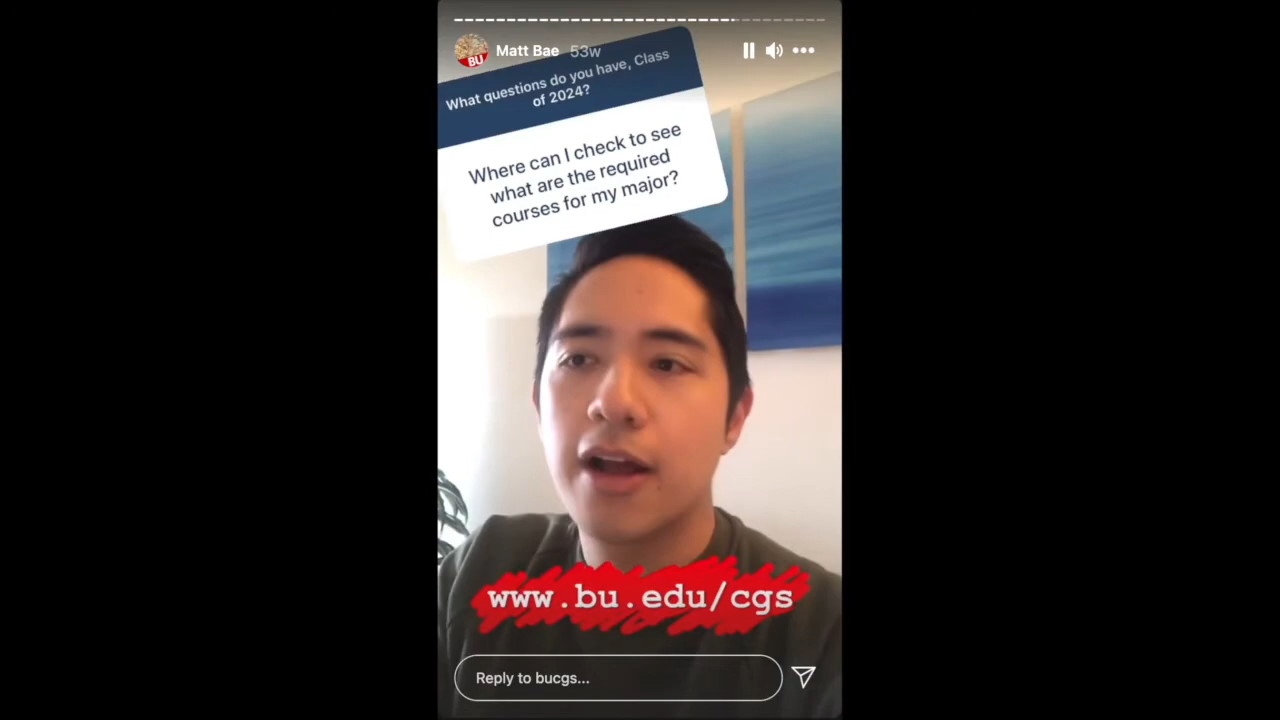 Matt Bae 53w
BU
What questions do you have, Class
of 2024?
Where can I check to see
what are the required
courses for my major?
www.bu.edu/cgs
Reply to bucgs...